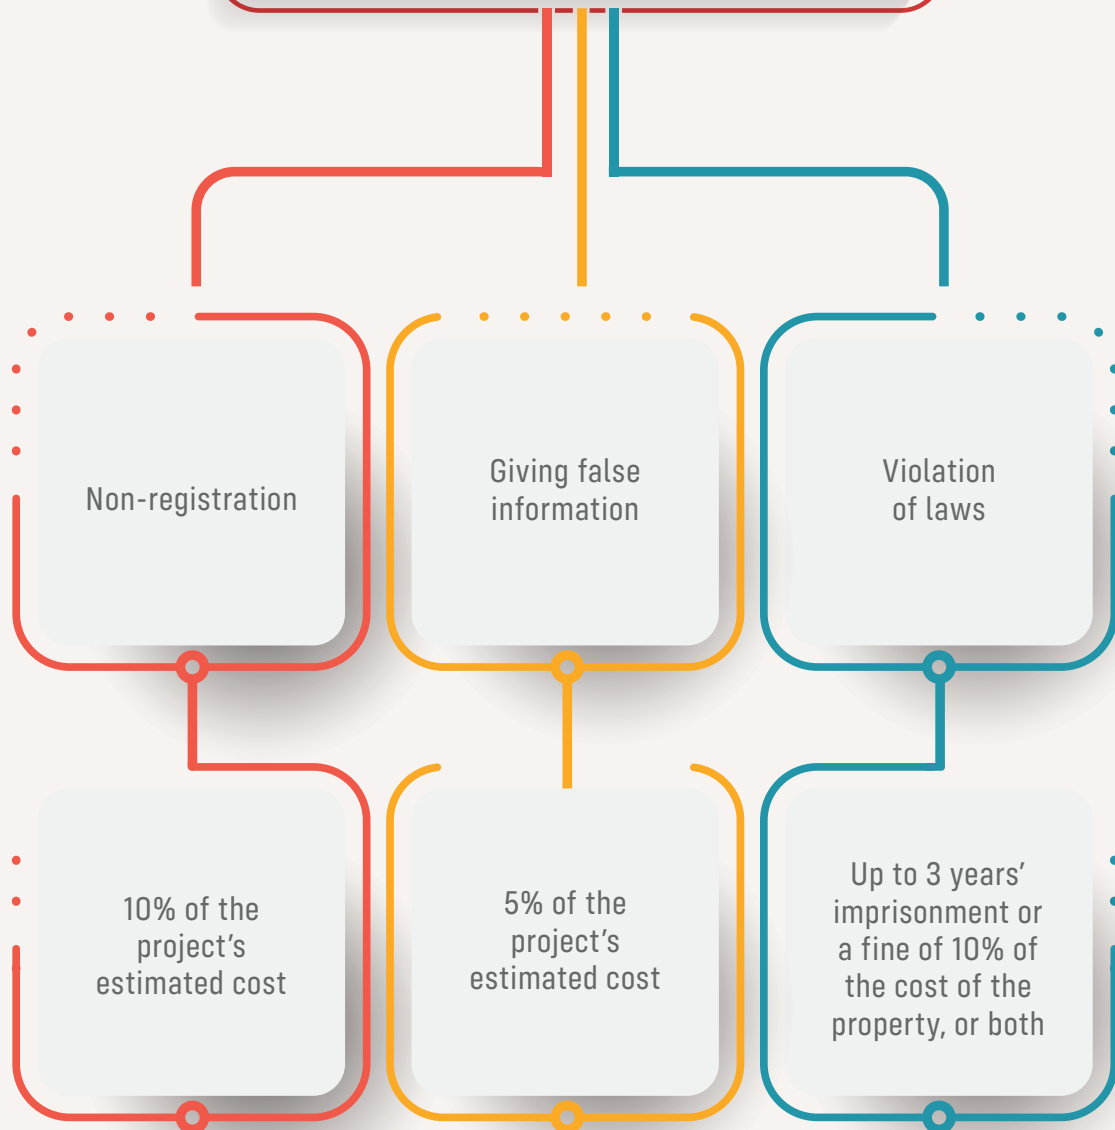 Non-registration
Giving false
information
Violation
of laws
10% of the
project's
estimated cost
5% of the
project's
estimated cost
Up to 3 years'
imprisonment or
a fine of 10% of
the cost of the
property, or both